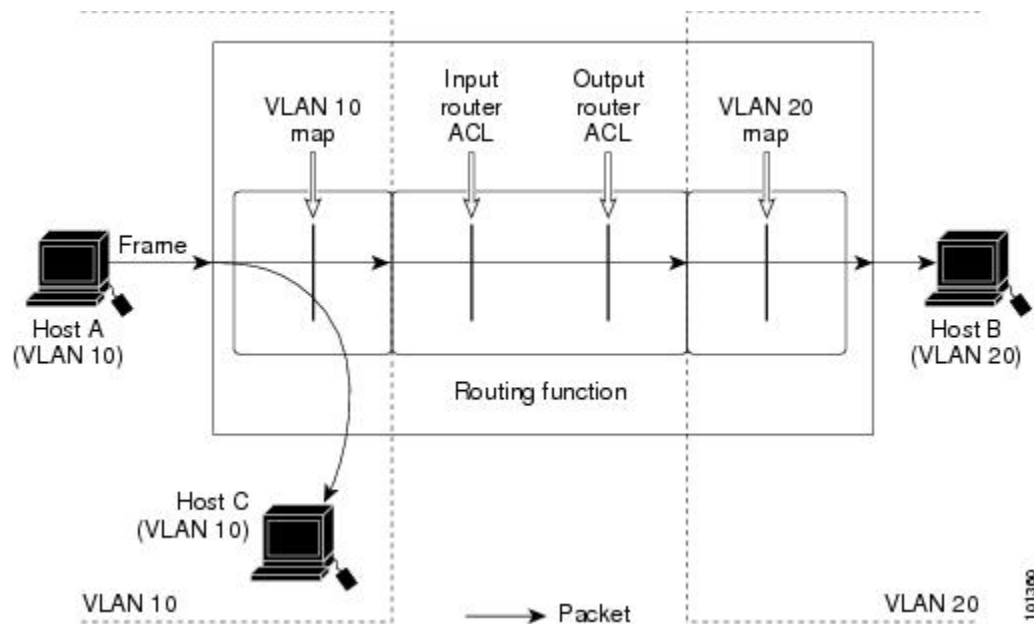 VLAN 10
map
Input
router
ACL
Output
router
ACL
VLAN 20
map
Frame
Host A
(VLAN 10)
Host B
(VLAN 20)
Routing function
Host C
(VLAN 10)
VLAN 10
Packet
VLAN 20
101369